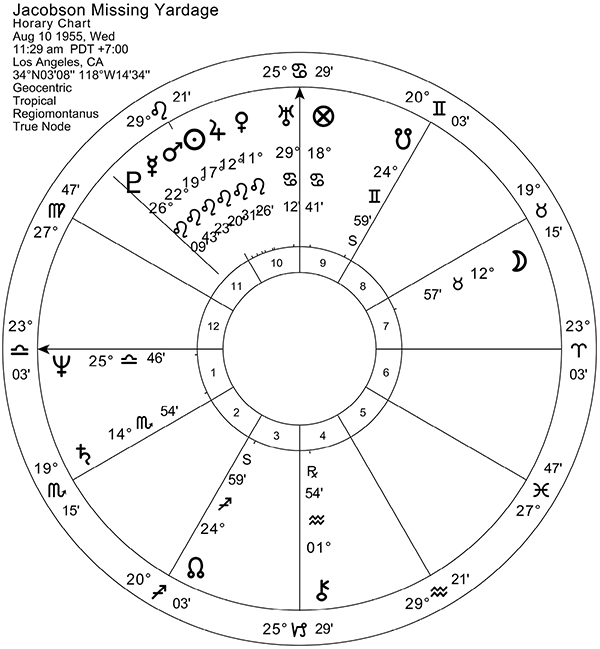 Jacobson Missing Yardage
Horary Chart
Aug 10 1955, Wed
11:29 am PDT +7:00
Los Angeles, CA
34°N03'08" 118°W14'34"
Geocentric
Tropical
Regiomontanus
True Node
25° ♋ 29'
20° ♊ 03'
19° ♉ 15'
23° ♈ 03'
47' ♓ 27°
29° ♒ 21'
25° ♑ 29'
20° ♐ 03'
19° ♏ 15'
23° ♎ 03'
47' ♍ 27°
29° ♌ 21'
♇ 26° ♌ 09'
☿ 22° ♌ 43'
♂ 19° ♌ 23'
☉ 17° ♌ 20'
♃ 12° ♌ 31'
♀ 11° ♌ 26'
♅ 29° ♋ 12'
⊗ 18° ♋ 41'
☋ 24° ♊ 59' S
☽ 12° ♉ 57'
♆ 25° ♎ 46'
♄ 14° ♏ 54'
☊ 24° ♐ 59' S
⚷ 01° ♒ 54' ℞
1
2
3
4
5
6
7
8
9
10
11
12